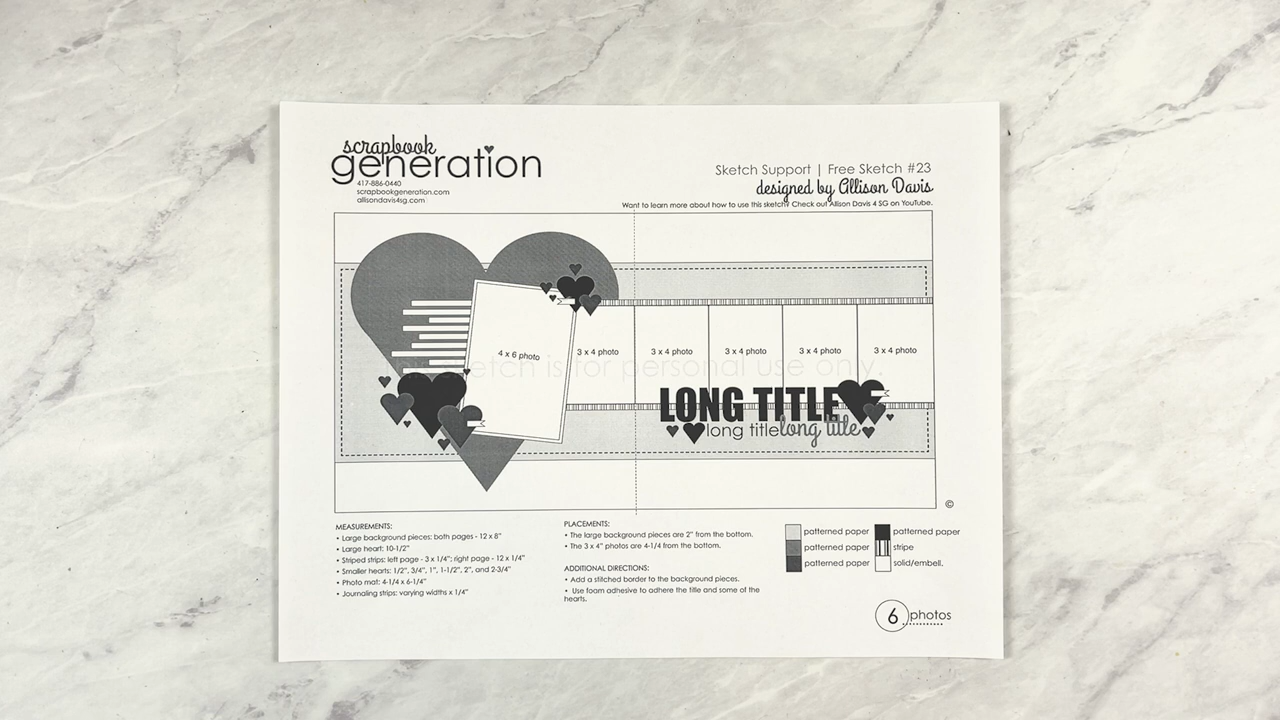 scrapbook
generation
417-886-0440
scrapbookgeneration.com
allisondavis4sg.com
Sketch Support | Free Sketch #23
designed by Allison Davis
Want to learn more about how to use this sketch? Check out Allison Davis 4 SG on YouTube.
4 x 6 photo
3 x 4 photo
3 x 4 photo
3 x 4 photo
3 x 4 photo
3 x 4 photo
sketch is for personal use only.
LONG TITLE
long title long title
©
MEASUREMENTS:
• Large background pieces: both pages - 12 x 8"
• Large heart: 10-1/2"
• Striped strips: left page - 3 x 1/4"; right page - 12 x 1/4"
• Smaller hearts: 1/2", 3/4", 1", 1-1/2", 2", and 2-3/4"
• Photo mat: 4-1/4 x 6-1/4"
• Journaling strips: varying widths x 1/4"
PLACEMENTS:
• The large background pieces are 2" from the bottom.
• The 3 x 4" photos are 4-1/4 from the bottom.
ADDITIONAL DIRECTIONS:
• Add a stitched border to the background pieces.
• Use foam adhesive to adhere the title and some of the
hearts.
patterned paper
patterned paper
patterned paper
patterned paper
stripe
solid/embell.
6 photos